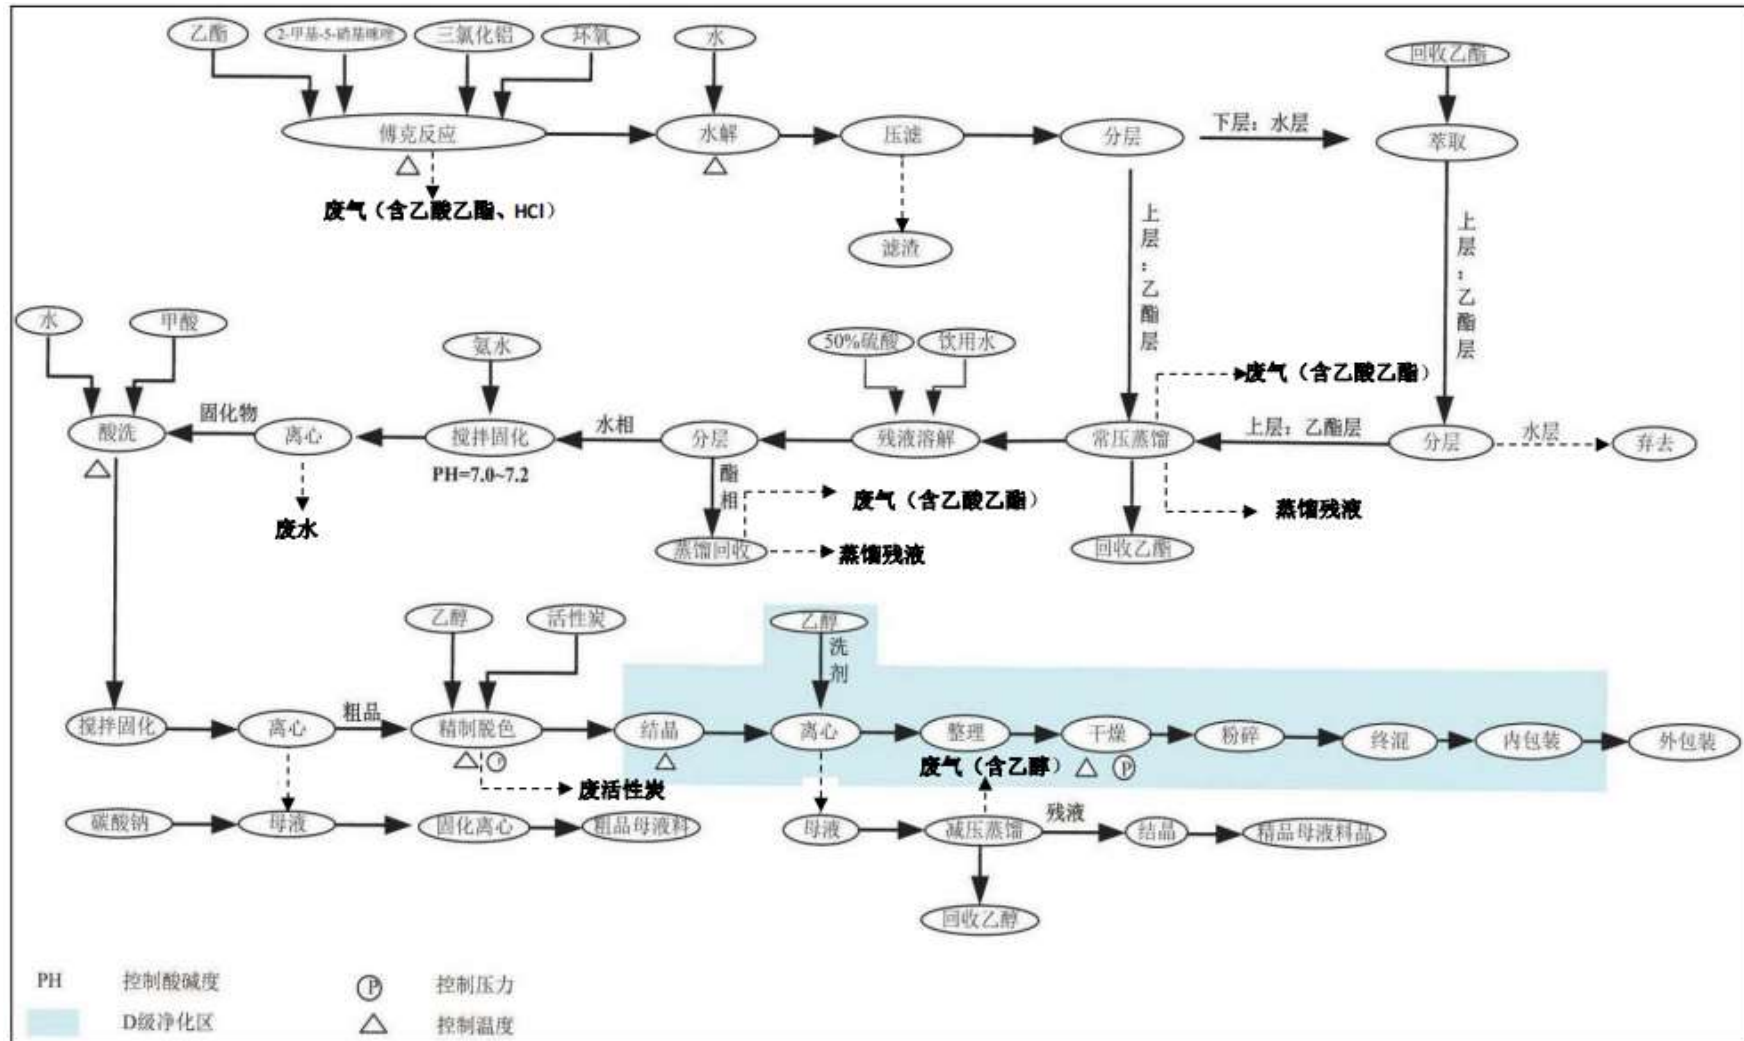 乙酯
2-甲基-5-硝基咪唑
三氯化铝
环氧
水
回收乙酯
傅克反应
水解
压滤
分层
下层：水层
萃取
废气（含乙酸乙酯、HCl）
滤渣
上层：乙酯层
上层：乙酯层
水
甲酸
氨水
50%硫酸
饮用水
废气（含乙酸乙酯）
酸洗
固化物
离心
搅拌固化
水相
分层
残液溶解
常压蒸馏
上层：乙酯层
分层
水层
弃去
PH=7.0~7.2
酯相
废气（含乙酸乙酯）
蒸馏残液
废水
蒸馏回收
蒸馏残液
回收乙酯
乙醇
活性炭
乙醇
洗剂
搅拌固化
离心
粗品
精制脱色
结晶
离心
整理
干燥
粉碎
终混
内包装
外包装
P
废气（含乙醇）
P
废活性炭
碳酸钠
母液
固化离心
粗品母液料
母液
减压蒸馏
残液
结晶
精品母液料品
回收乙醇
PH 控制酸碱度
P 控制压力
D级净化区
控制温度